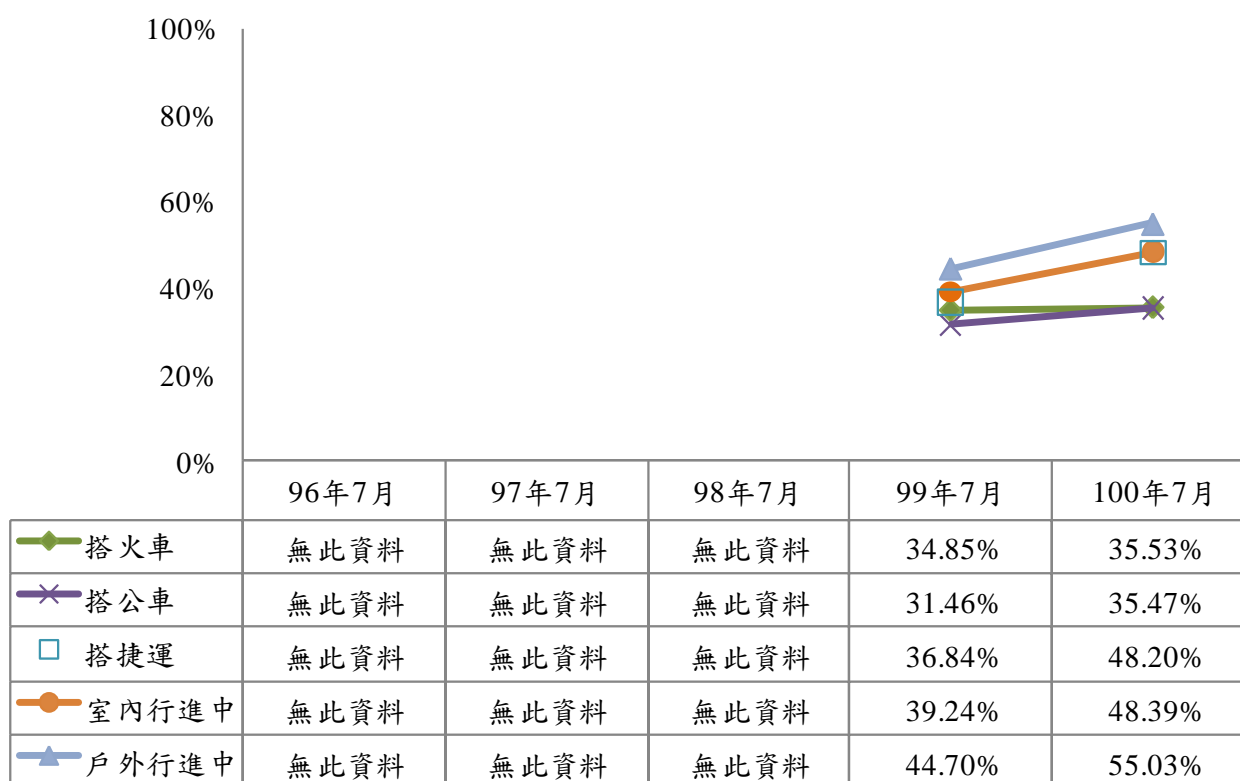 100%
80%
60%
40%
20%
0%
96年7月 97年7月 98年7月 99年7月 100年7月
搭火車 無此資料 無此資料 無此資料 34.85% 35.53%
搭公車 無此資料 無此資料 無此資料 31.46% 35.47%
搭捷運 無此資料 無此資料 無此資料 36.84% 48.20%
室內行進中 無此資料 無此資料 無此資料 39.24% 48.39%
戶外行進中 無此資料 無此資料 無此資料 44.70% 55.03%